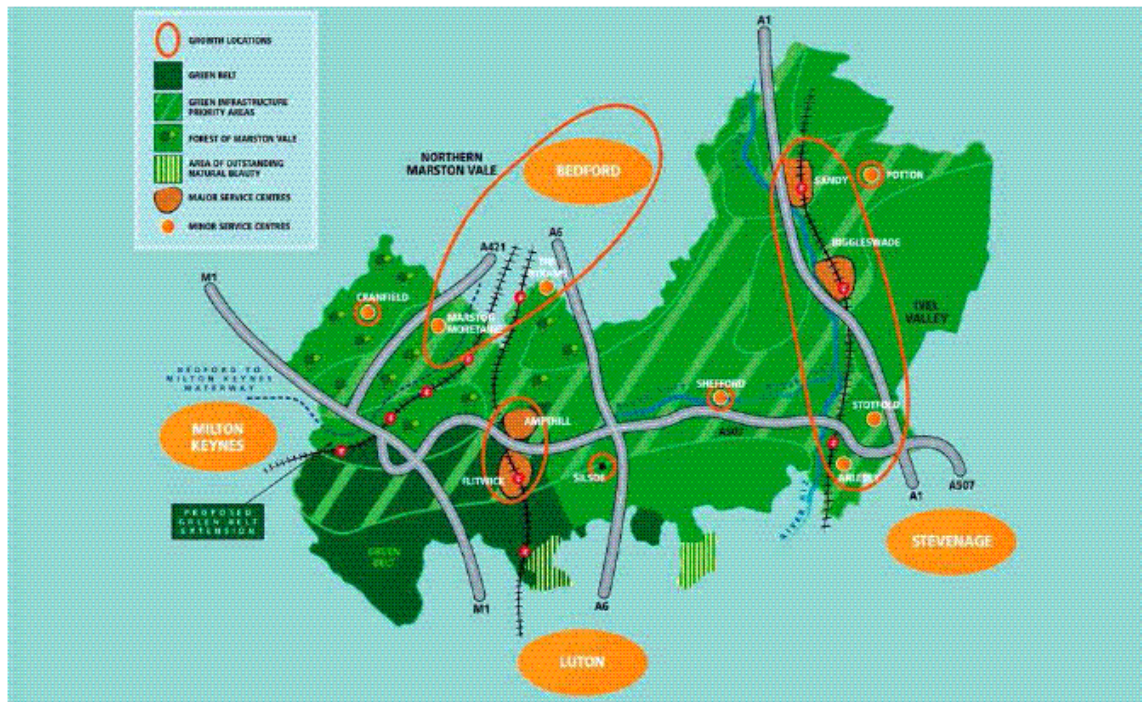 GROWTH LOCATIONS
GREEN BELT
GREEN INFRASTRUCTURE
PRIORITY AREAS
FOREST OF MARSTON VALE
AREA OF OUTSTANDING
NATURAL BEAUTY
MAJOR SERVICE CENTRES
MINOR SERVICE CENTRES
A1
NORTHERN
MARSTON VALE
BEDFORD
SANDY
POTTON
BIGGLESWADE
A6
A421
M1
THE
CRANFIELD
MARSTON
IVEL
VALLEY
BEDFORD TO
MILTON KEYNES
WATERWAY
SHEFFORD
STOTFOLD
AMPTHILL
A507
MILTON
KEYNES
FLITWICK
SILSOE
A1
A507
PROPOSED
GREEN BELT
EXTENSION
RIVER
STEVENAGE
GREEN
BELT
M1
A6
LUTON